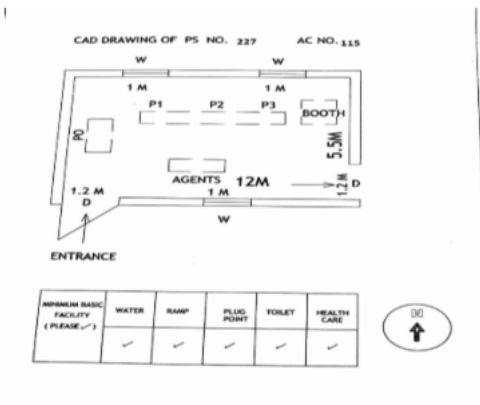 CAD DRAWING OF PS NO. 227 AC NO. 115
W W
1 M 1 M
P1 P2 P3
BOOTH
PO
5.5M
AGENTS 12M
1.2 M 1 M 1.2 M D
D
W
ENTRANCE
MINIMUM BASIC FACILITY (PLEASE ✓)
WATER RAMP PLUG POINT TOILET HEALTH CARE
✓ ✓ ✓ ✓ ✓
N